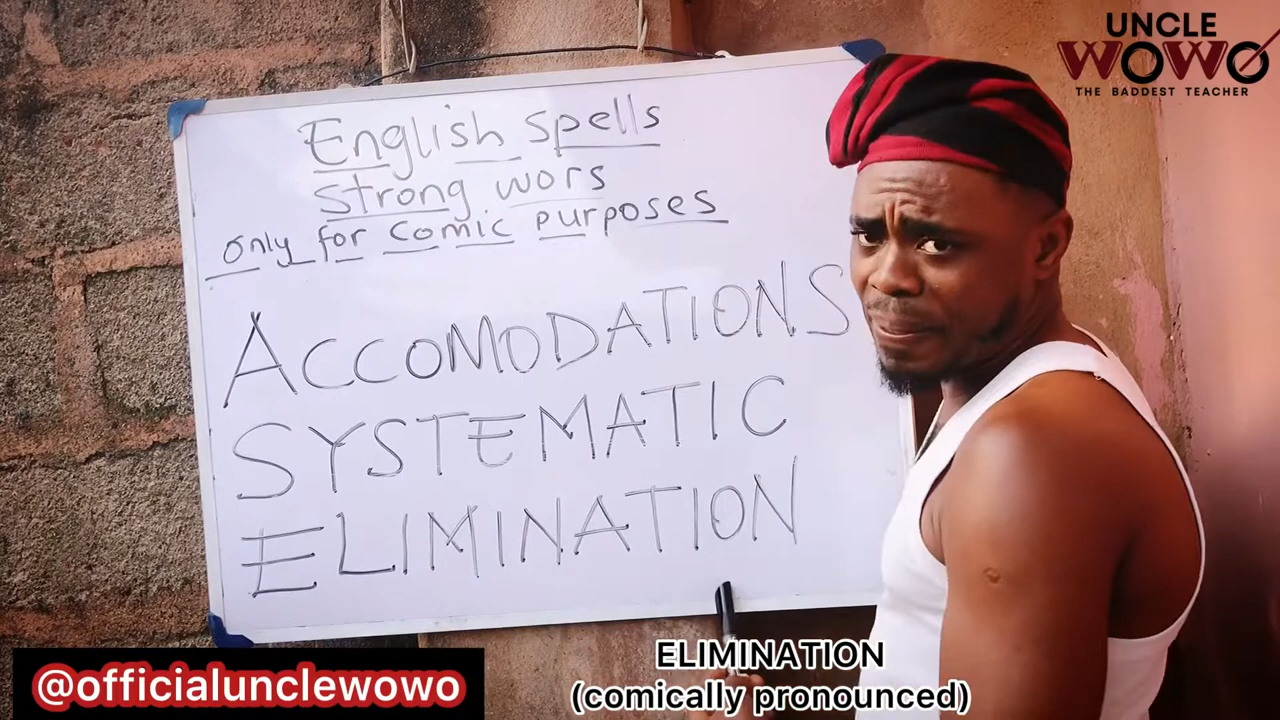 UNCLE
WOWO
THE BADDEST TEACHER
English Spells
strong wors
only for comic purposes
ACCOMODATIONS
SYSTEMATIC
ELIMINATION
ELIMINATION
(comically pronounced)
@officialunclewowo